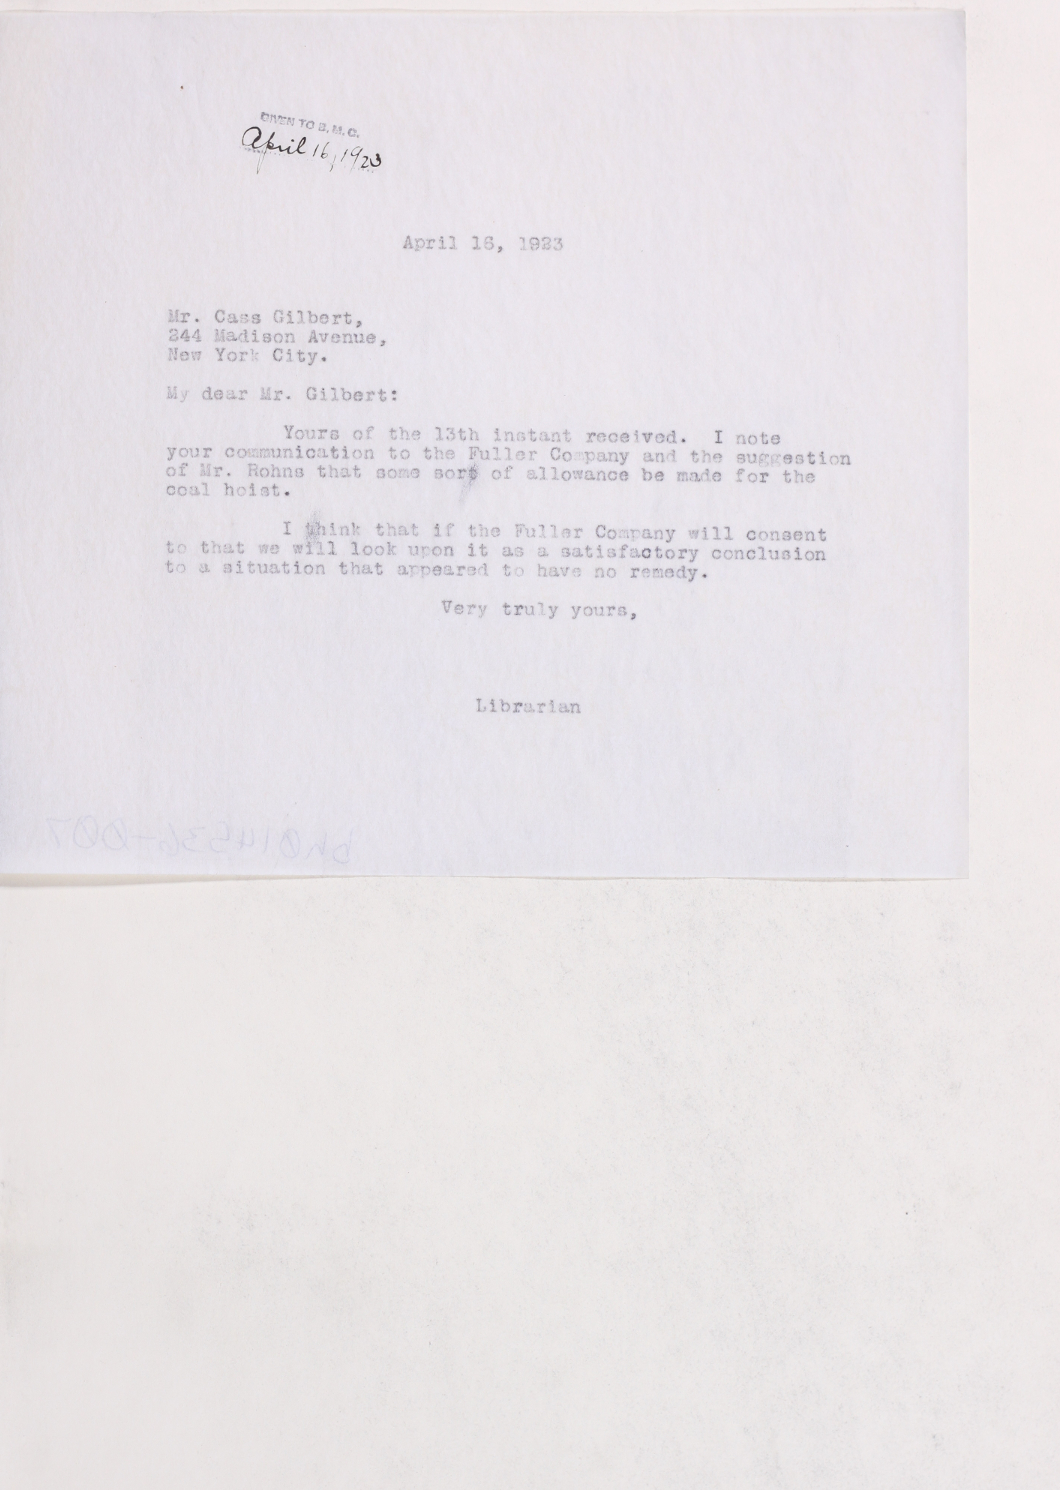 GIVEN TO B. M. C.
April 16, 1923
April 16, 1923
Mr. Cass Gilbert,
244 Madison Avenue,
New York City.
My dear Mr. Gilbert:
Yours of the 13th instant received. I note
your communication to the Fuller Company and the suggestion
of Mr. Rohns that some sort of allowance be made for the
coal hoist.
I think that if the Fuller Company will consent
to that we will look upon it as a satisfactory conclusion
to a situation that appeared to have no remedy.
Very truly yours,
Librarian